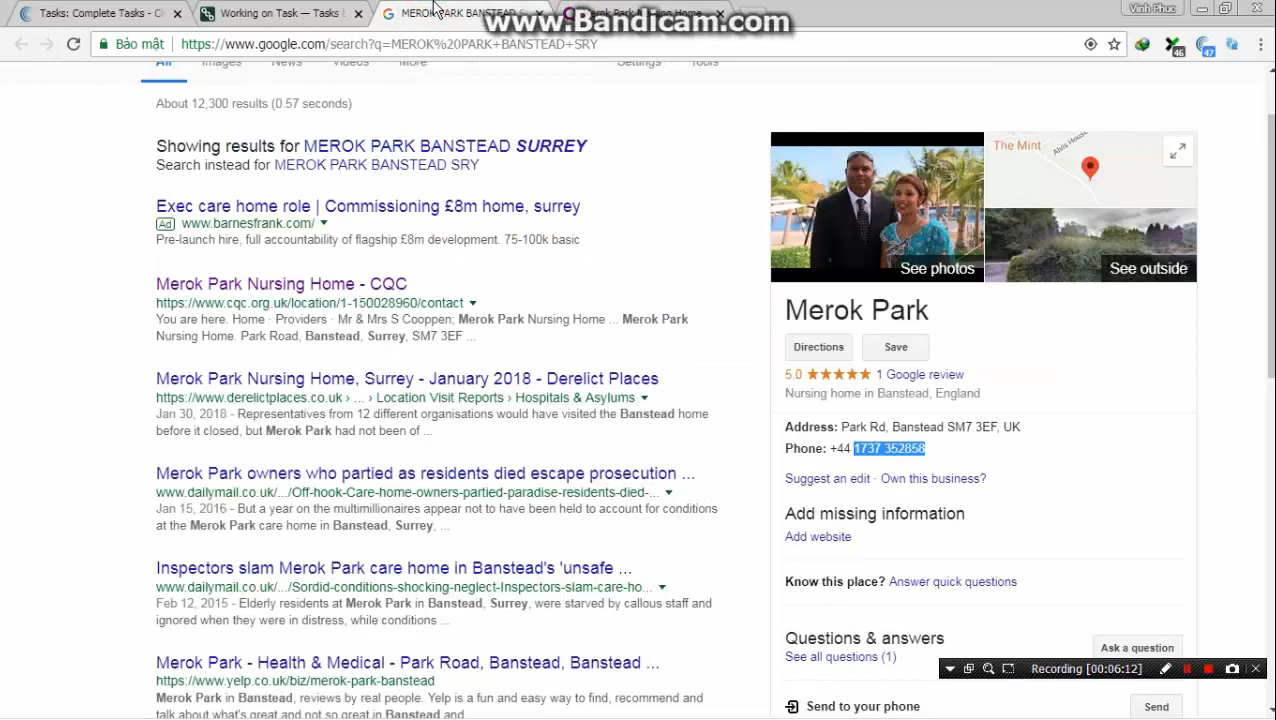 Tasks: Complete Tasks - Cl
Working on Task — Tasks
MEROK PARK BANSTEAD S
Merok Park Nursing Home
Vinh Phuc
www.Bandicam.com
Bảo mật
https://www.google.com/search?q=MEROK%20PARK+BANSTEAD+SRY
46
47
All
Images
News
Videos
More
Settings
Tools
About 12,300 results (0.57 seconds)
Showing results for MEROK PARK BANSTEAD SURREY
Search instead for MEROK PARK BANSTEAD SRY
Exec care home role | Commissioning £8m home, surrey
Ad www.barnesfrank.com/
Pre-launch hire, full accountability of flagship £8m development. 75-100k basic
Merok Park Nursing Home - CQC
https://www.cqc.org.uk/location/1-150028960/contact
You are here. Home · Providers · Mr & Mrs S Cooppen; Merok Park Nursing Home ... Merok Park
Nursing Home. Park Road, Banstead, Surrey, SM7 3EF ...
Merok Park Nursing Home, Surrey - January 2018 - Derelict Places
https://www.derelictplaces.co.uk › ... › Location Visit Reports › Hospitals & Asylums
Jan 30, 2018 - Representatives from 12 different organisations would have visited the Banstead home
before it closed, but Merok Park had not been of ...
Merok Park owners who partied as residents died escape prosecution ...
www.dailymail.co.uk/.../Off-hook-Care-home-owners-partied-paradise-residents-died-...
Jan 15, 2016 - But a year on the multimillionaires appear not to have been held to account for conditions
at the Merok Park care home in Banstead, Surrey, ...
Inspectors slam Merok Park care home in Banstead's 'unsafe ...
www.dailymail.co.uk/.../Sordid-conditions-shocking-neglect-Inspectors-slam-care-ho...
Feb 12, 2015 - Elderly residents at Merok Park in Banstead, Surrey, were starved by callous staff and
ignored when they were in distress, while conditions ...
Merok Park - Health & Medical - Park Road, Banstead, Banstead ...
https://www.yelp.co.uk/biz/merok-park-banstead
Merok Park in Banstead, reviews by real people. Yelp is a fun and easy way to find, recommend and
talk about what's great and not so great in Banstead and
The Mint
Alvis House
See photos
See outside
Merok Park
Directions
Save
5.0
1 Google review
Nursing home in Banstead, England
Address: Park Rd, Banstead SM7 3EF, UK
Phone: +44 1737 352858
Suggest an edit · Own this business?
Add missing information
Add website
Know this place? Answer quick questions
Questions & answers
See all questions (1)
Ask a question
Recording [00:06:12]
Send to your phone
Send